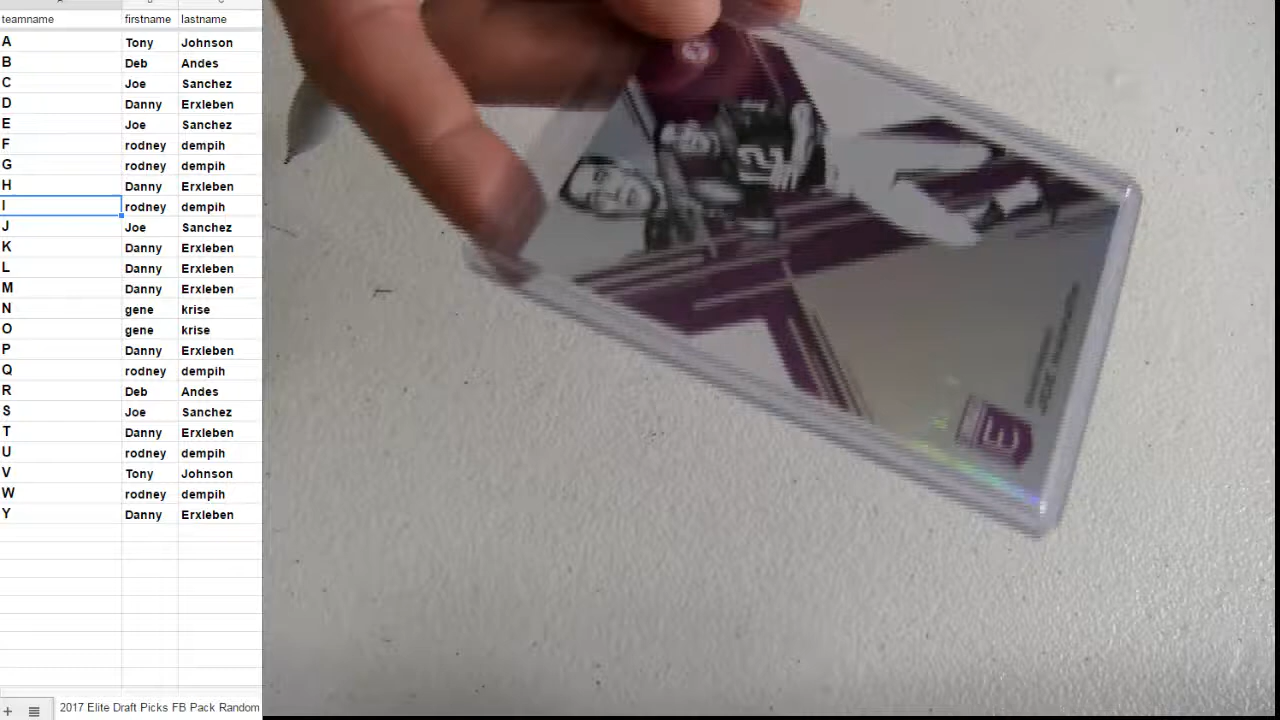 teamname firstname lastname
A Tony Johnson
B Deb Andes
C Joe Sanchez
D Danny Erxleben
E Joe Sanchez
F rodney dempih
G rodney dempih
H Danny Erxleben
I rodney dempih
J Joe Sanchez
K Danny Erxleben
L Danny Erxleben
M Danny Erxleben
N gene krise
O gene krise
P Danny Erxleben
Q rodney dempih
R Deb Andes
S Joe Sanchez
T Danny Erxleben
U rodney dempih
V Tony Johnson
W rodney dempih
Y Danny Erxleben
2017 Elite Draft Picks FB Pack Random
12
E